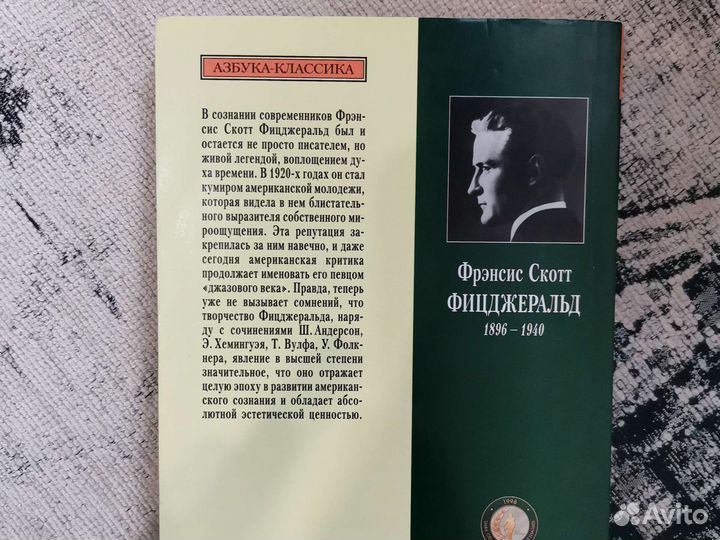 АЗБУКА-КЛАССИКА
В сознании современников Фрэн-
сис Скотт Фицджеральд был и
остается не просто писателем, но
живой легендой, воплощением ду-
ха времени. В 1920-х годах он стал
кумиром американской молодежи,
которая видела в нем блистатель-
ного выразителя собственного ми-
роощущения. Эта репутация за-
крепилась за ним навечно, и даже
сегодня американская критика
продолжает именовать его певцом
«джазового века». Правда, теперь
уже не вызывает сомнений, что
творчество Фицджеральда, наря-
ду с сочинениями Ш. Андерсон,
Э. Хемингуэя, Т. Вулфа, У. Фолк-
нера, явление в высшей степени
значительное, что оно отражает
целую эпоху в развитии американ-
ского сознания и обладает абсо-
лютной эстетической ценностью.
Фрэнсис Скотт
ФИЦДЖЕРАЛЬД
1896 – 1940
1998
Avito